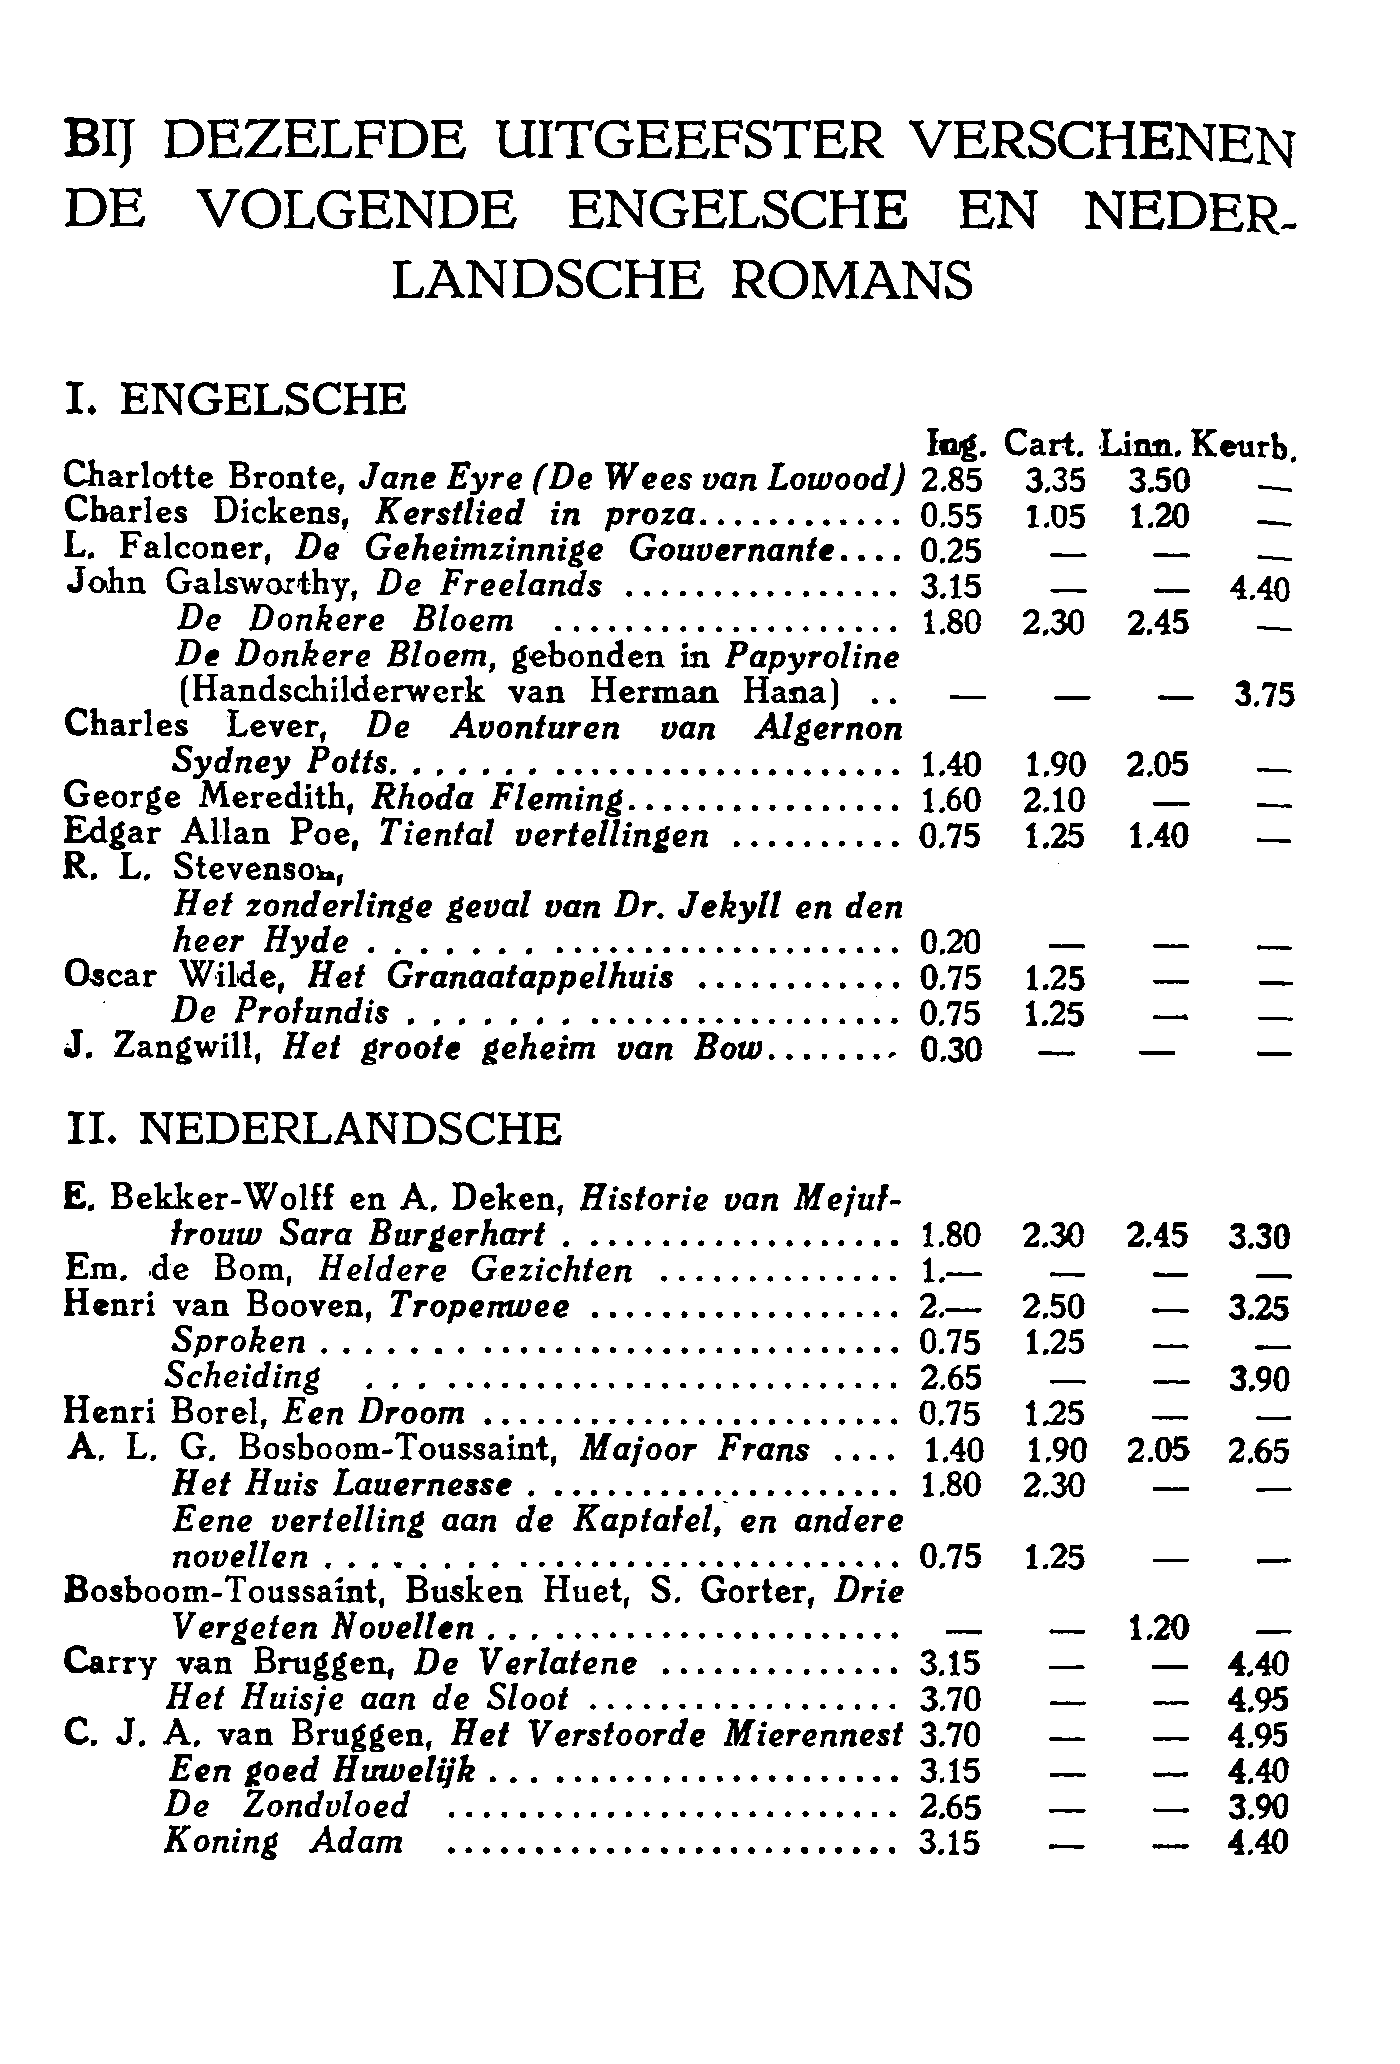 BIJ DEZELFDE UITGEEFSTER VERSCHENEN
DE VOLGENDE ENGELSCHE EN NEDER-
LANDSCHE ROMANS
I. ENGELSCHE
Ing. Cart. Linn. Keurb.
Charlotte Bronte, Jane Eyre (De Wees van Lowood) 2.85 3.35 3.50 —
Charles Dickens, Kerstlied in proza............ 0.55 1.05 1.20 —
L. Falconer, De Geheimzinnige Gouvernante.... 0.25 — — —
John Galsworthy, De Freelands ................ 3.15 — — 4.40
De Donkere Bloem .................... 1.80 2.30 2.45 —
De Donkere Bloem, gebonden in Papyroline
(Handschilderwerk van Herman Hana) .. — — — 3.75
Charles Lever, De Avonturen van Algernon
Sydney Potts............................ 1.40 1.90 2.05 —
George Meredith, Rhoda Fleming................ 1.60 2.10 — —
Edgar Allan Poe, Tiental vertellingen .......... 0.75 1.25 1.40 —
R. L. Stevenson,
Het zonderlinge geval van Dr. Jekyll en den
heer Hyde ............................ 0.20 — — —
Oscar Wilde, Het Granaatappelhuis ............ 0.75 1.25 — —
De Profundis .......................... 0.75 1.25 — —
J. Zangwill, Het groote geheim van Bow........ 0.30 — — —
II. NEDERLANDSCHE
E. Bekker-Wolff en A. Deken, Historie van Mejuf-
frouw Sara Burgerhart ................... 1.80 2.30 2.45 3.30
Em. de Bom, Heldere Gezichten .............. 1.— — — —
Henri van Booven, Tropenwee .................. 2.— 2.50 — 3.25
Sproken ................................ 0.75 1.25 — —
Scheiding ............................. 2.65 — — 3.90
Henri Borel, Een Droom ........................ 0.75 1.25 — —
A. L. G. Bosboom-Toussaint, Majoor Frans .... 1.40 1.90 2.05 2.65
Het Huis Lauernesse ..................... 1.80 2.30 — —
Eene vertelling aan de Kaptafel, en andere
novellen .............................. 0.75 1.25 — —
Bosboom-Toussaint, Busken Huet, S. Gorter, Drie
Vergeten Novellen ....................... — — 1.20 —
Carry van Bruggen, De Verlatene .............. 3.15 — — 4.40
Het Huisje aan de Sloot .................. 3.70 — — 4.95
C. J. A. van Bruggen, Het Verstoorde Mierennest 3.70 — — 4.95
Een goed Huwelijk ....................... 3.15 — — 4.40
De Zondvloed .......................... 2.65 — — 3.90
Koning Adam .......................... 3.15 — — 4.40